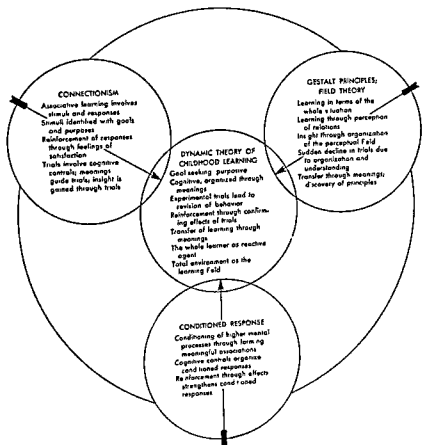 CONNECTIONISM
Associative learning involves
stimuli and responses
Stimuli identified with goals
and purposes
Reinforcement of responses
through feelings of
satisfaction
Trials involve cognitive
controls; meanings
guide trials; insight is
gained through trials
GESTALT PRINCIPLES;
FIELD THEORY
Learning in terms of the
whole situation
Learning through perception
of relations
Insight through organization
of the perceptual field
Sudden decline in trials due
to organization and
understanding
Transfer through meanings;
discovery of principles
DYNAMIC THEORY OF
CHILDHOOD LEARNING
Goal seeking purposive
Cognitive, organized through
meanings
Experimental trials lead to
revision of behavior
Reinforcement through confirm-
ing effects of trials
Transfer of learning through
meanings
The whole learner as reactive
agent
Total environment as the
learning field
CONDITIONED RESPONSE
Conditioning of higher mental
processes through forming
meaningful associations
Cognitive controls organize
conditioned responses
Reinforcement through effects
strengthens conditioned
responses